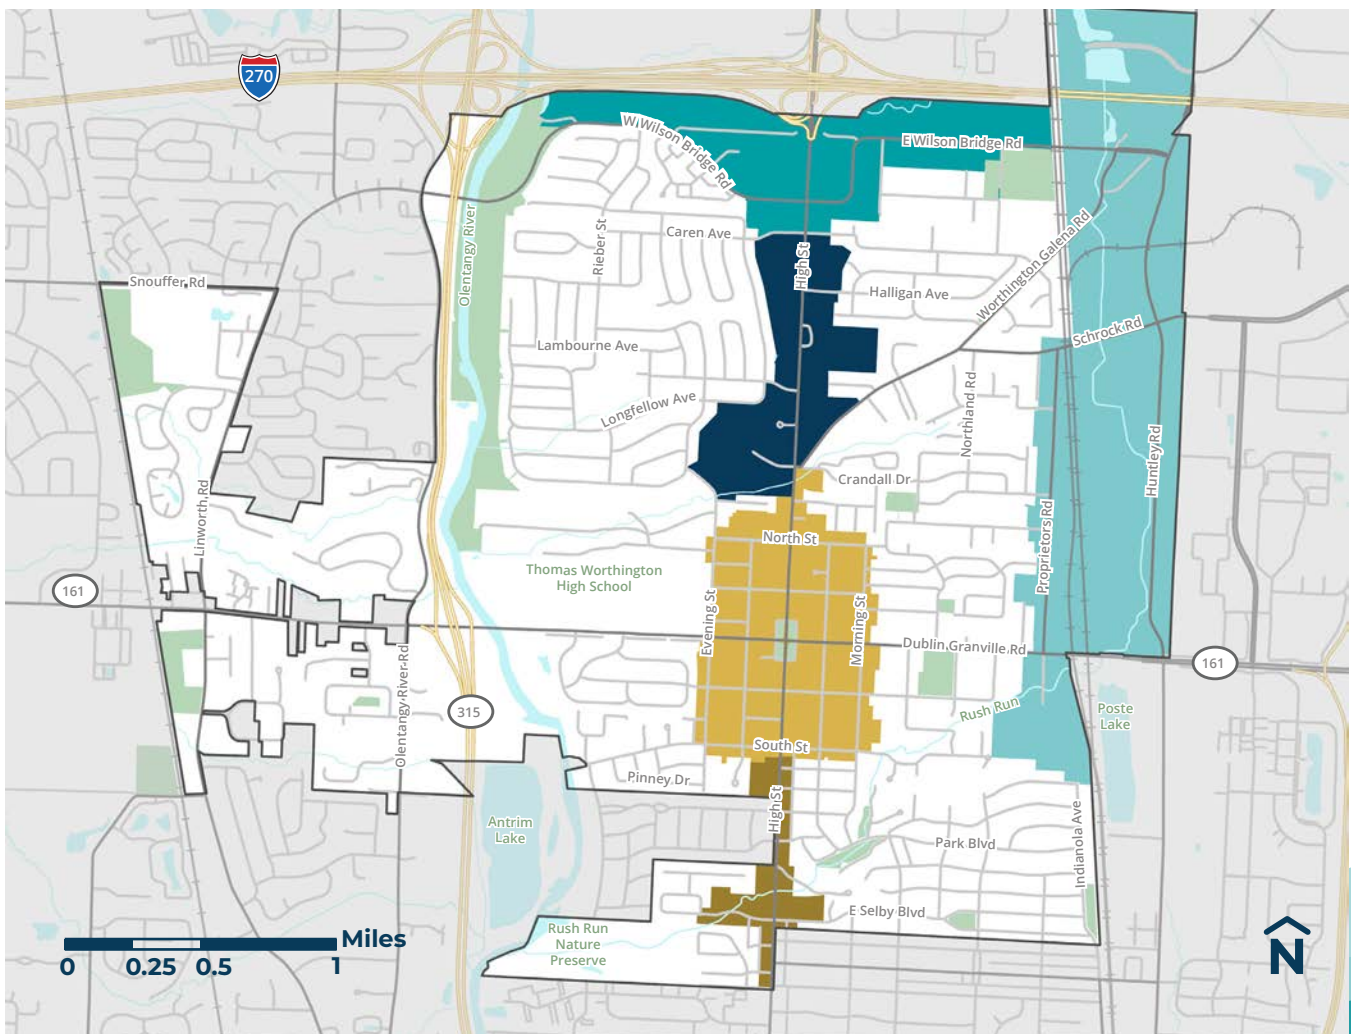 270
W Wilson Bridge Rd
E Wilson Bridge Rd
Olentangy River
Rieber St
Caren Ave
High St
Worthington Galena Rd
Snouffer Rd
Halligan Ave
Schrock Rd
Lambourne Ave
Northland Rd
Longfellow Ave
Huntley Rd
Linworth Rd
Crandall Dr
Proprietors Rd
North St
Thomas Worthington
High School
161
Evening St
Morning St
Dublin Granville Rd
161
Olentangy River Rd
315
Rush Run
Poste
Lake
South St
Pinney Dr
High St
Antrim
Lake
Park Blvd
Indianola Ave
E Selby Blvd
Rush Run
Nature
Preserve
Miles
0 0.25 0.5 1
N